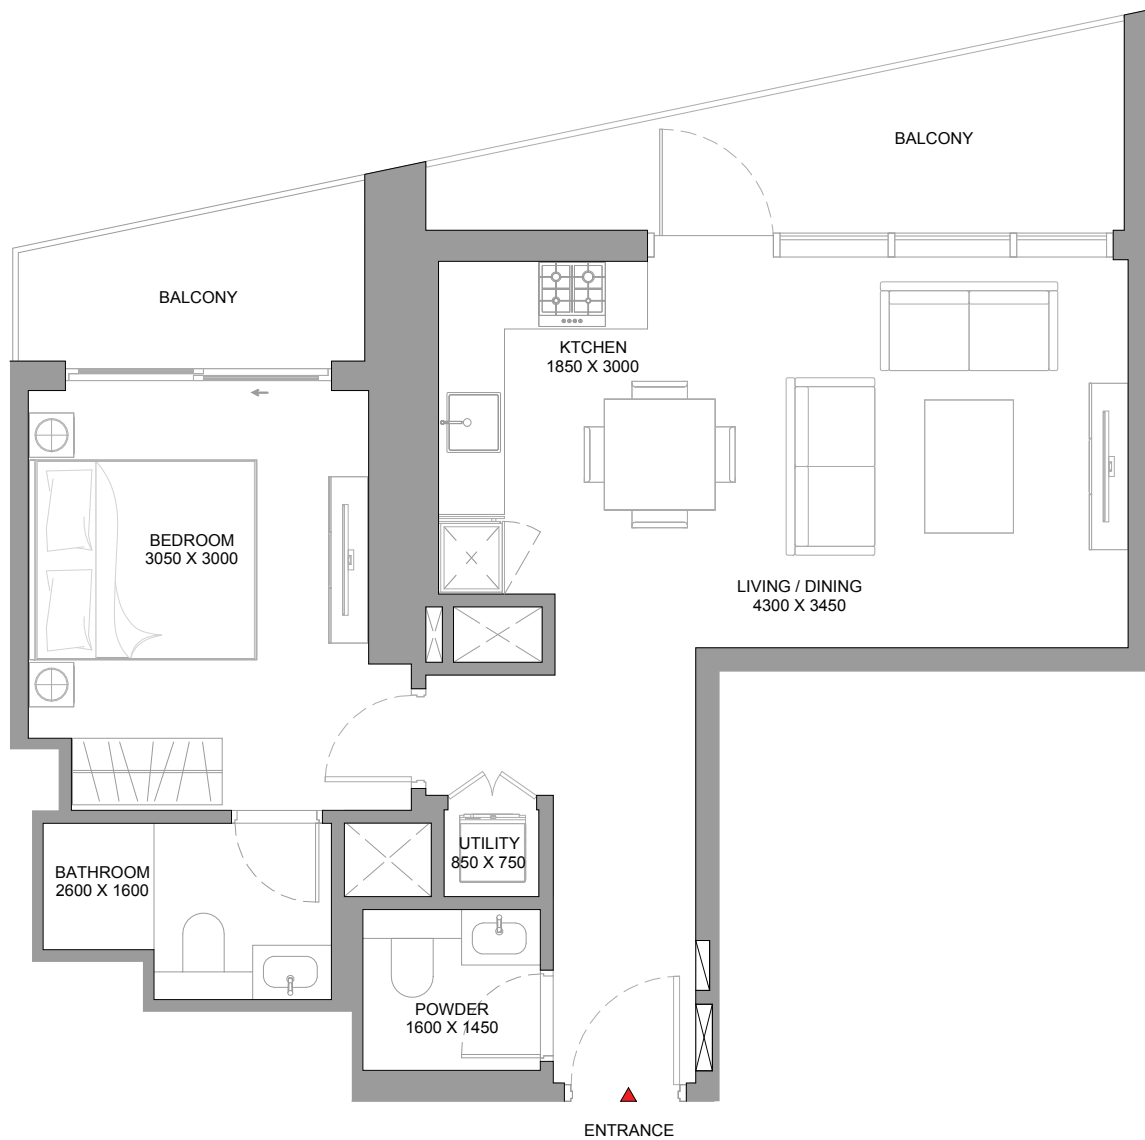 BALCONY
BALCONY
KTCHEN
1850 X 3000
BEDROOM
3050 X 3000
LIVING / DINING
4300 X 3450
UTILITY
850 X 750
BATHROOM
2600 X 1600
POWDER
1600 X 1450
ENTRANCE